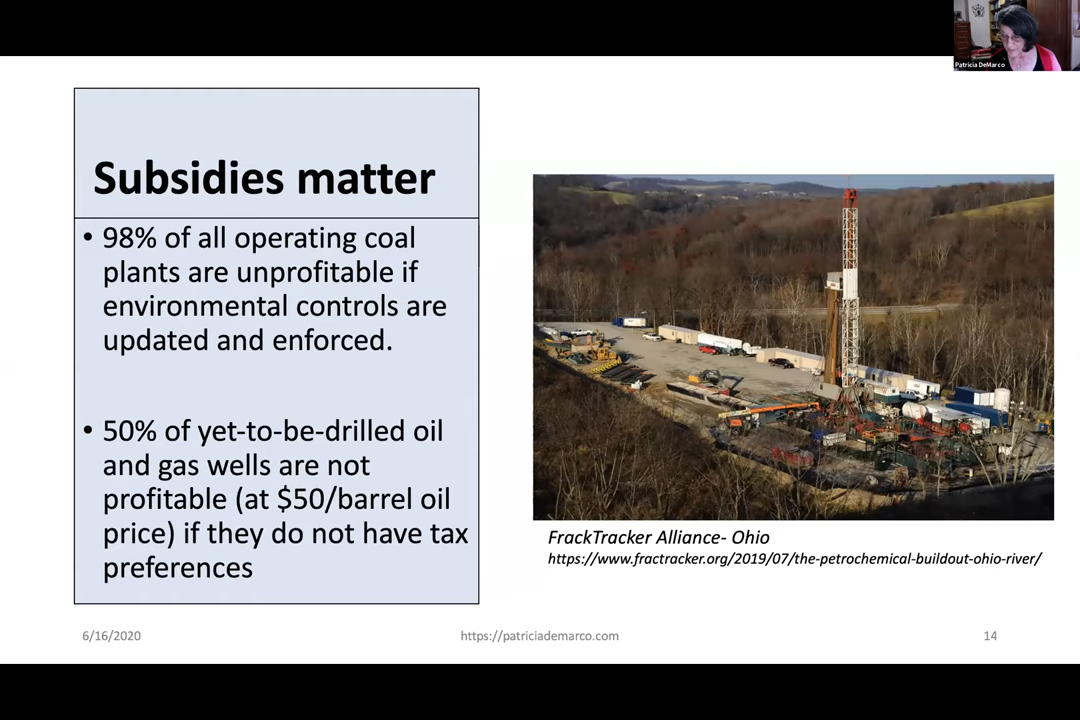 Patricia DeMarco
Subsidies matter
• 98% of all operating coal
plants are unprofitable if
environmental controls are
updated and enforced.
• 50% of yet-to-be-drilled oil
and gas wells are not
profitable (at $50/barrel oil
price) if they do not have tax
preferences
FrackTracker Alliance- Ohio
https://www.fractracker.org/2019/07/the-petrochemical-buildout-ohio-river/
6/16/2020
https://patriciademarco.com
14